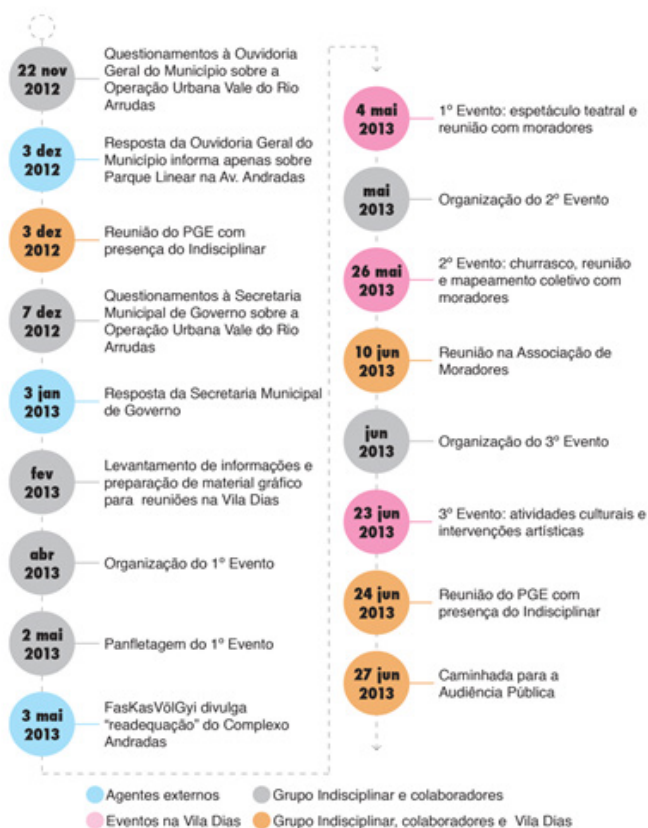 22 nov
2012
Questionamentos à Ouvidoria
Geral do Município sobre a
Operação Urbana Vale do Rio
Arrudas
3 dez
2012
Resposta da Ouvidoria Geral do
Município informa apenas sobre
Parque Linear na Av. Andradas
3 dez
2012
Reunião do PGE com
presença do Indisciplinar
7 dez
2012
Questionamentos à Secretaria
Municipal de Governo sobre a
Operação Urbana Vale do Rio
Arrudas
3 jan
2013
Resposta da Secretaria Municipal
de Governo
fev
2013
Levantamento de informações e
preparação de material gráfico
para reuniões na Vila Dias
abr
2013
Organização do 1º Evento
2 mai
2013
Panfletagem do 1º Evento
3 mai
2013
FasKasVölGyi divulga
"readequação" do Complexo
Andradas
4 mai
2013
1º Evento: espetáculo teatral e
reunião com moradores
mai
2013
Organização do 2º Evento
26 mai
2013
2º Evento: churrasco, reunião
e mapeamento coletivo com
moradores
10 jun
2013
Reunião na Associação de
Moradores
jun
2013
Organização do 3º Evento
23 jun
2013
3º Evento: atividades culturais e
intervenções artísticas
24 jun
2013
Reunião do PGE com
presença do Indisciplinar
27 jun
2013
Caminhada para a
Audiência Pública
Agentes externos
Grupo Indisciplinar e colaboradores
Eventos na Vila Dias
Grupo Indisciplinar, colaboradores e Vila Dias